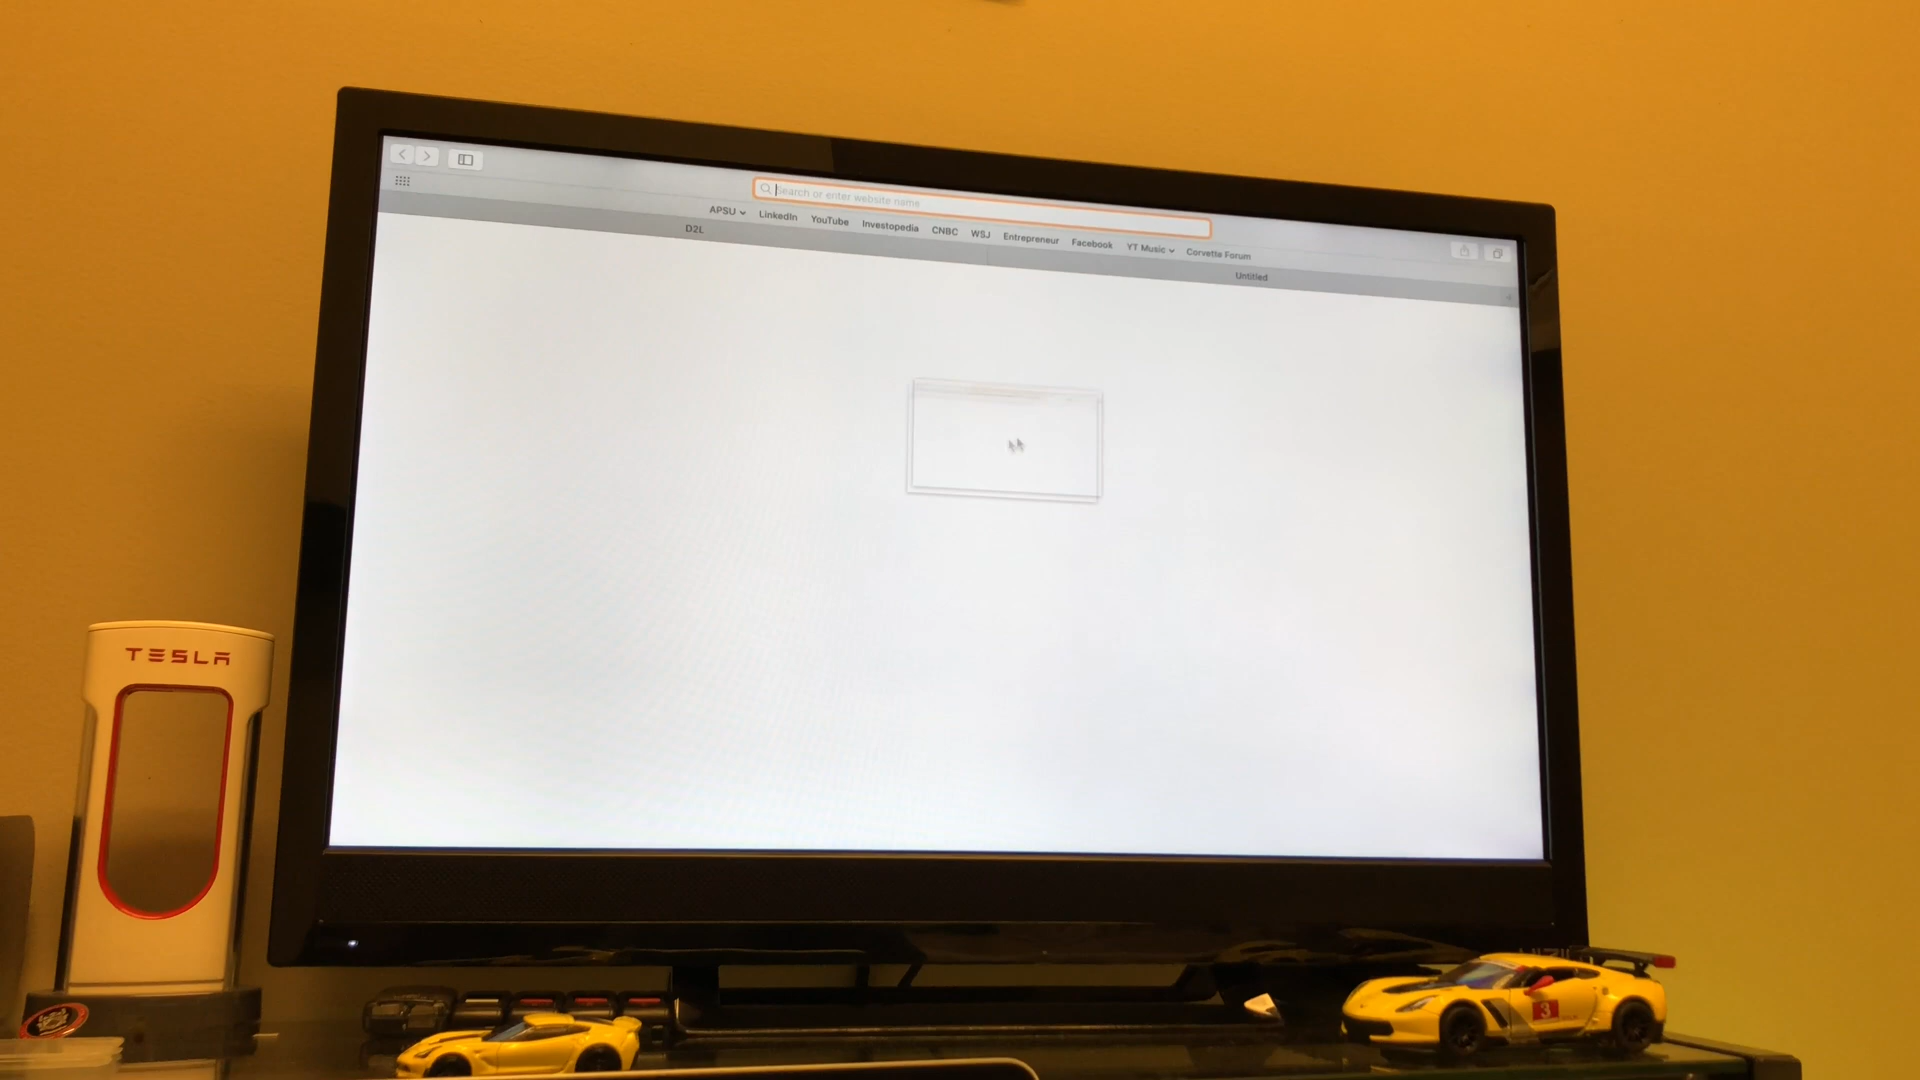 Search or enter website name
APSU LinkedIn YouTube Investopedia CNBC WSJ Entrepreneur Facebook YT Music Corvette Forum
D2L Untitled
TESLA
3